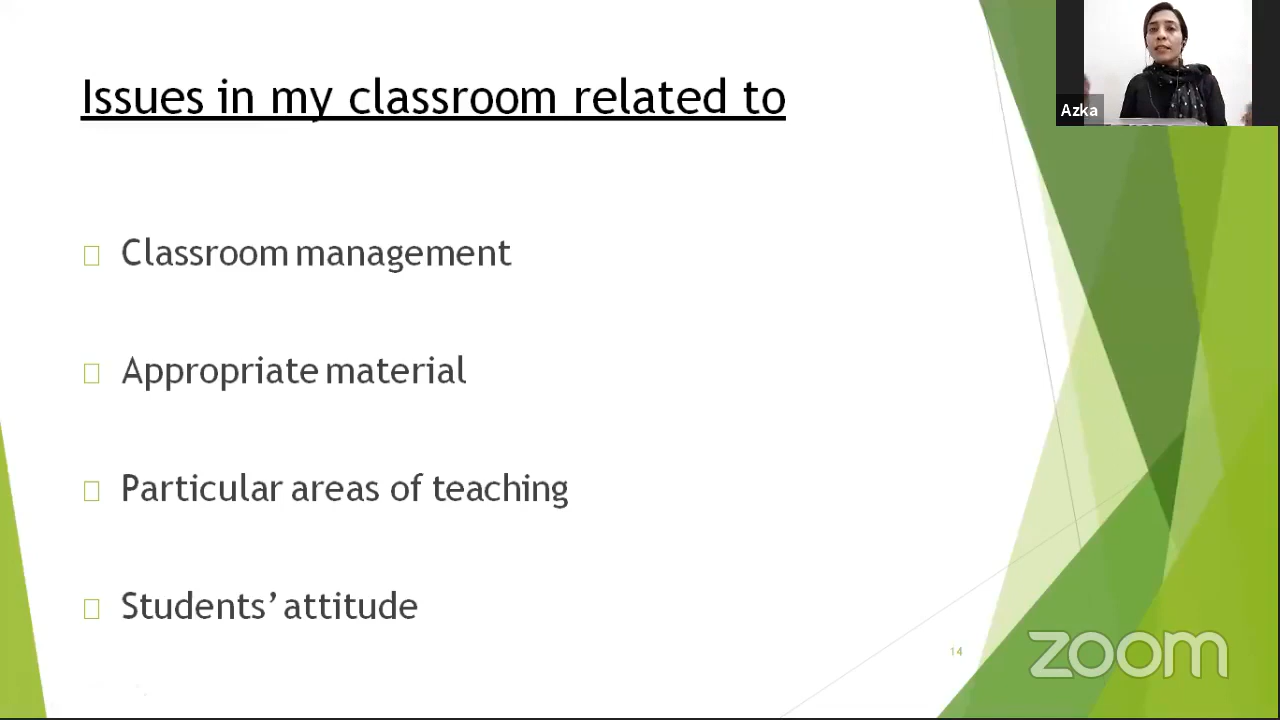 Issues in my classroom related to
Azka
Classroom management
Appropriate material
Particular areas of teaching
Students’ attitude
14
zoom